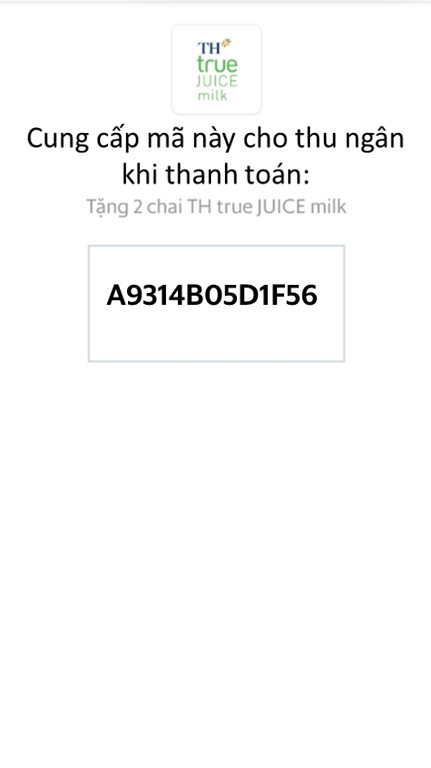 TH
true
JUICE
milk
Cung cấp mã này cho thu ngân
khi thanh toán:
Tặng 2 chai TH true JUICE milk
A9314B05D1F56